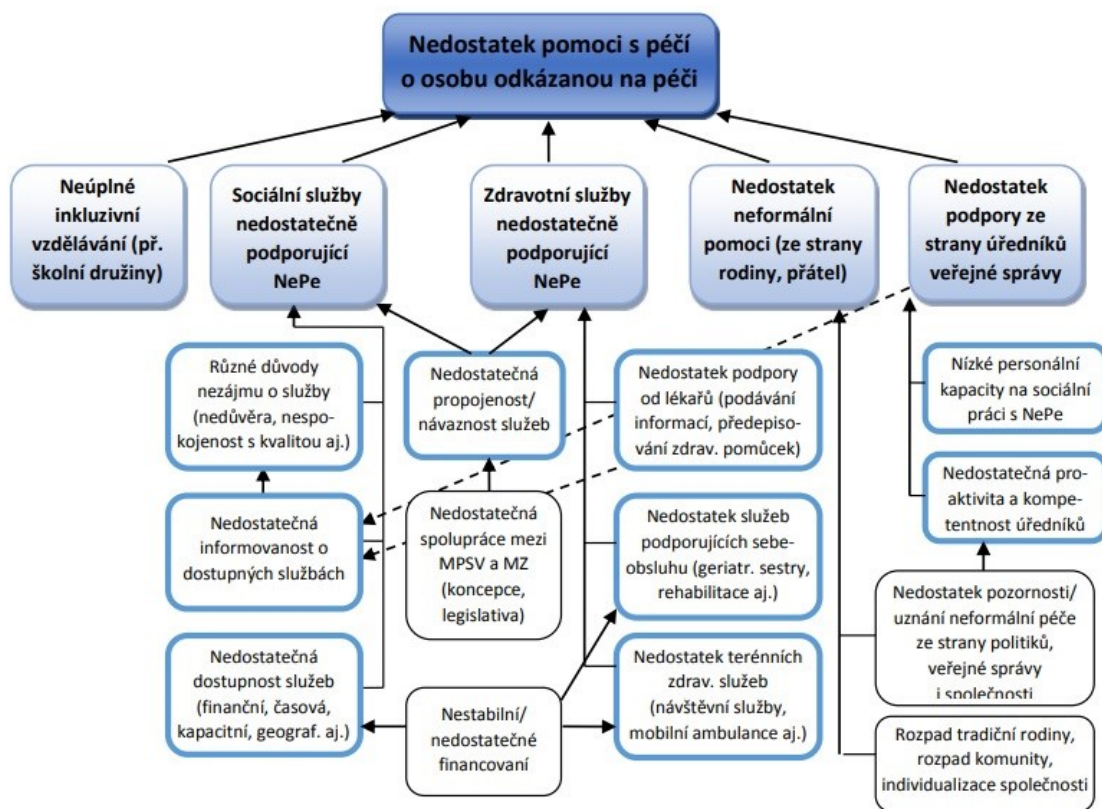 Nedostatek pomoci s péčí
o osobu odkázanou na péči
Neúplné
inkluzivní
vzdělávání (př.
školní družiny)
Sociální služby
nedostatečně
podporující
NePe
Zdravotní služby
nedostatečně
podporující
NePe
Nedostatek
neformální
pomoci (ze strany
rodiny, přátel)
Nedostatek
podpory ze
strany úředníků
veřejné správy
Různé důvody
nezájmu o služby
(nedůvěra, nespo-
kojenost s kvalitou aj.)
Nedostatečná
propojenost/
návaznost služeb
Nedostatek podpory
od lékařů (podávání
informací, předepiso-
vání zdrav. pomůcek)
Nízké personální
kapacity na sociální
práci s NePe
Nedostatečná
informovanost o
dostupných službách
Nedostatečná
spolupráce mezi
MPSV a MZ
(koncepce,
legislativa)
Nedostatek služeb
podporujících sebe-
obsluhu (geriatr. sestry,
rehabilitace aj.)
Nedostatečná pro-
aktivita a kompe-
tentnost úředníků
Nedostatek pozornosti/
uznání neformální péče
ze strany politiků,
veřejné správy
i společnosti
Nedostatečná
dostupnost služeb
(finanční, časová,
kapacitní, geograf. aj.)
Nestabilní/
nedostatečné
financovaní
Nedostatek terénních
zdrav. služeb
(návštěvní služby,
mobilní ambulance aj.)
Rozpad tradiční rodiny,
rozpad komunity,
individualizace společnosti